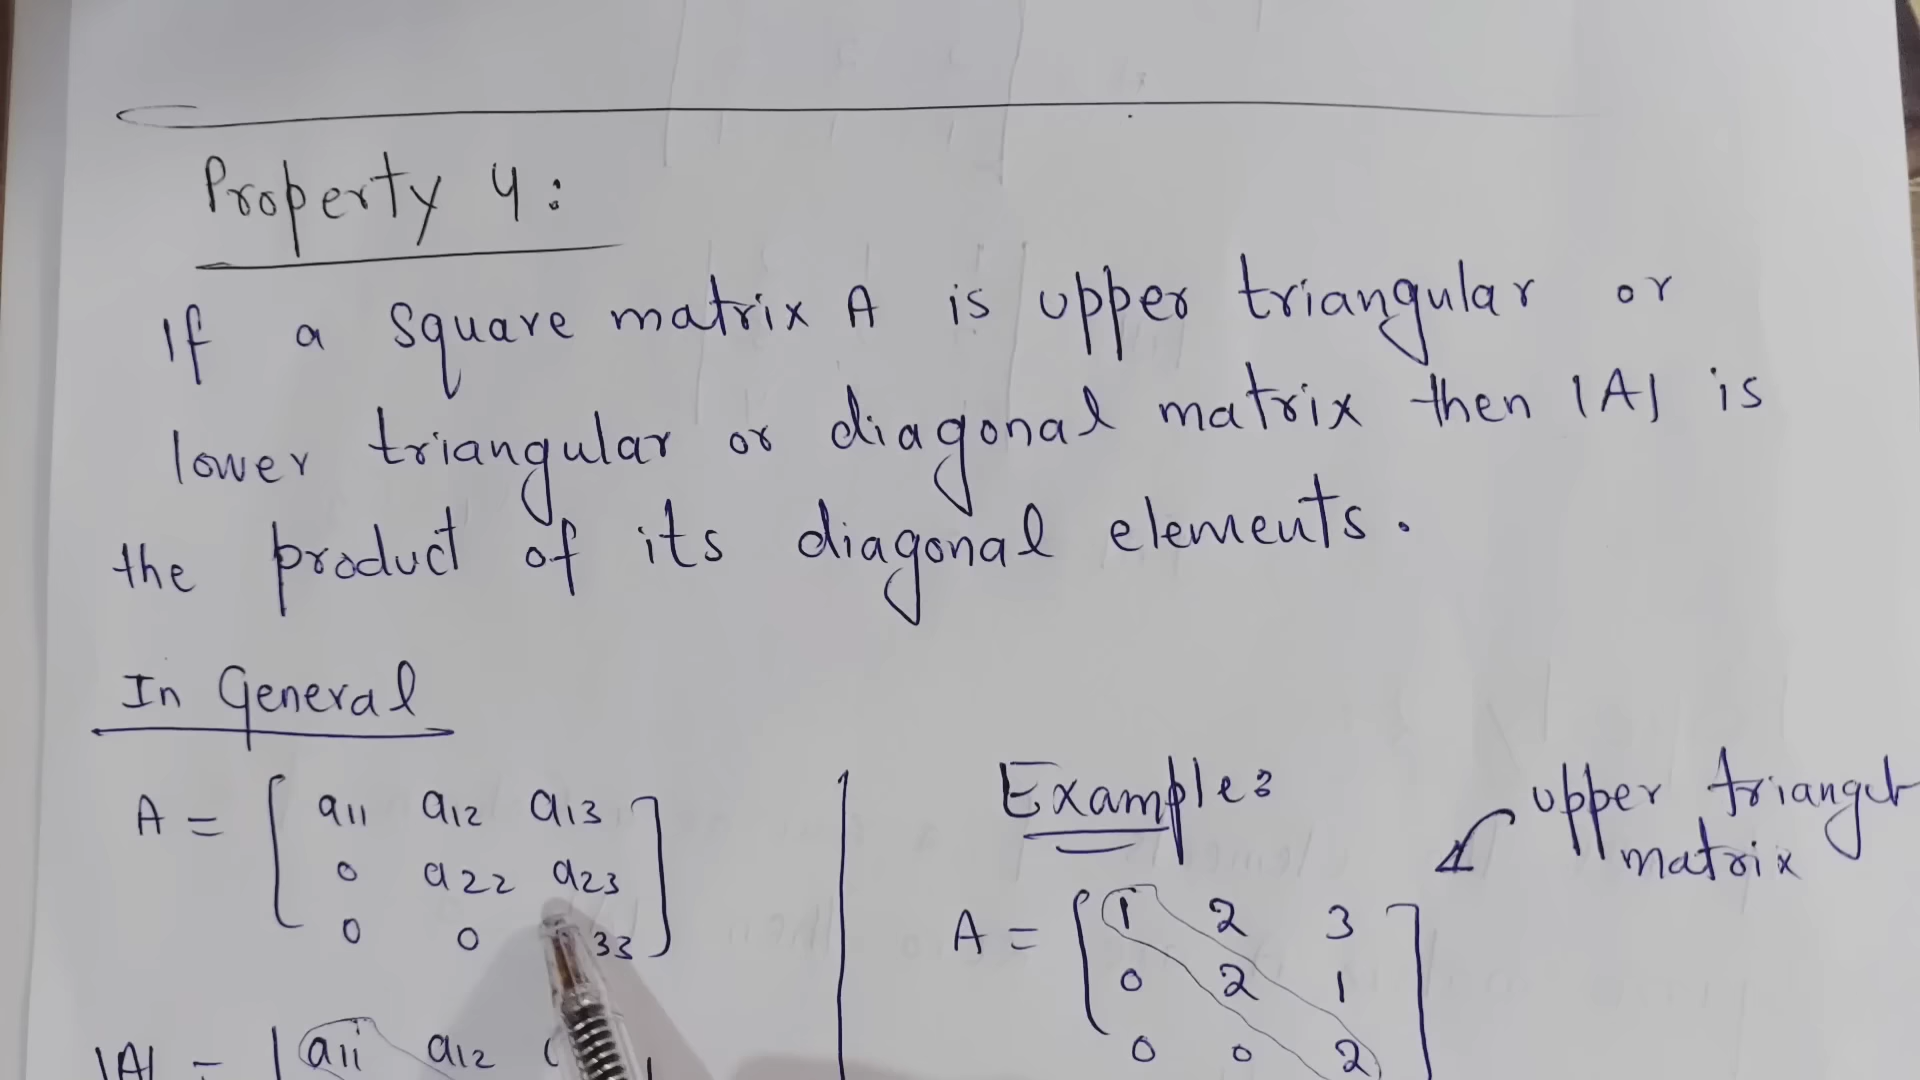 Property 4:
If a square matrix A is upper triangular or
lower triangular or diagonal matrix then |A| is
the product of its diagonal elements.
In General
A = [ a11 a12 a13
0 a22 a23
0 0 33 ]
|A| = | a11 a12
Example:
upper
matrix
A = [ 1 2 3 ]
0 2 1
0 0 2